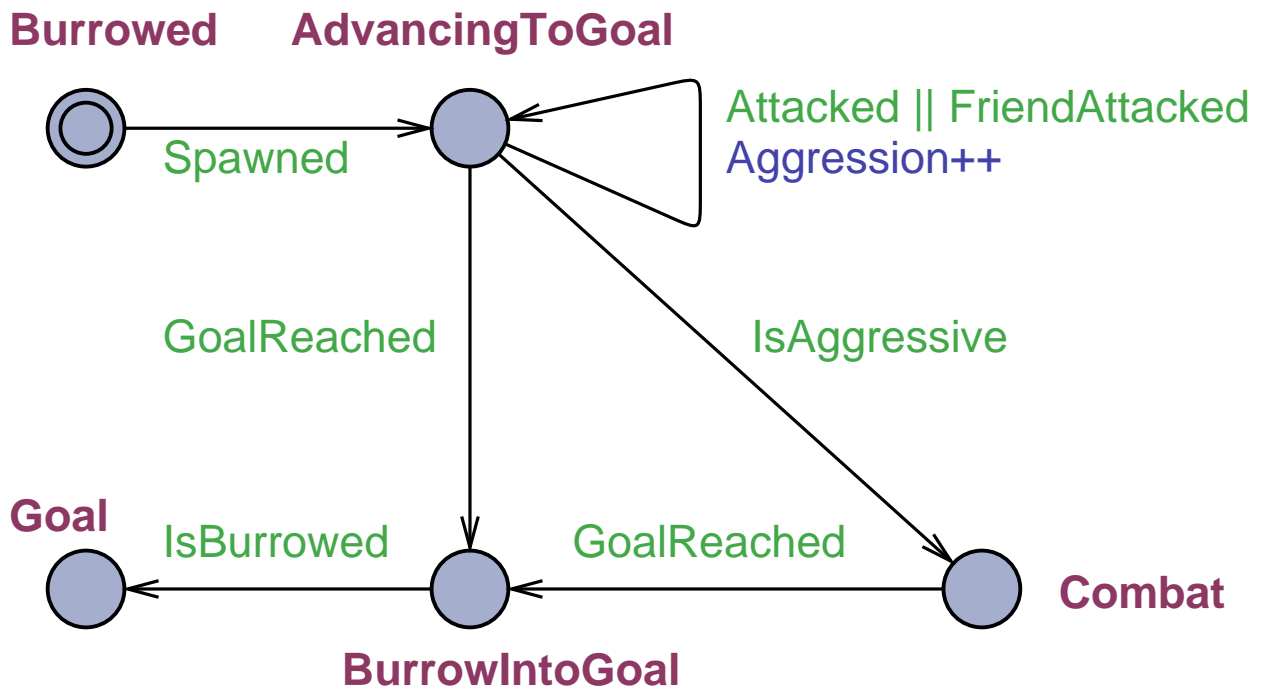 Burrowed
AdvancingToGoal
Attacked || FriendAttacked
Aggression++
Spawned
GoalReached
IsAggressive
Goal
IsBurrowed
GoalReached
Combat
BurrowIntoGoal